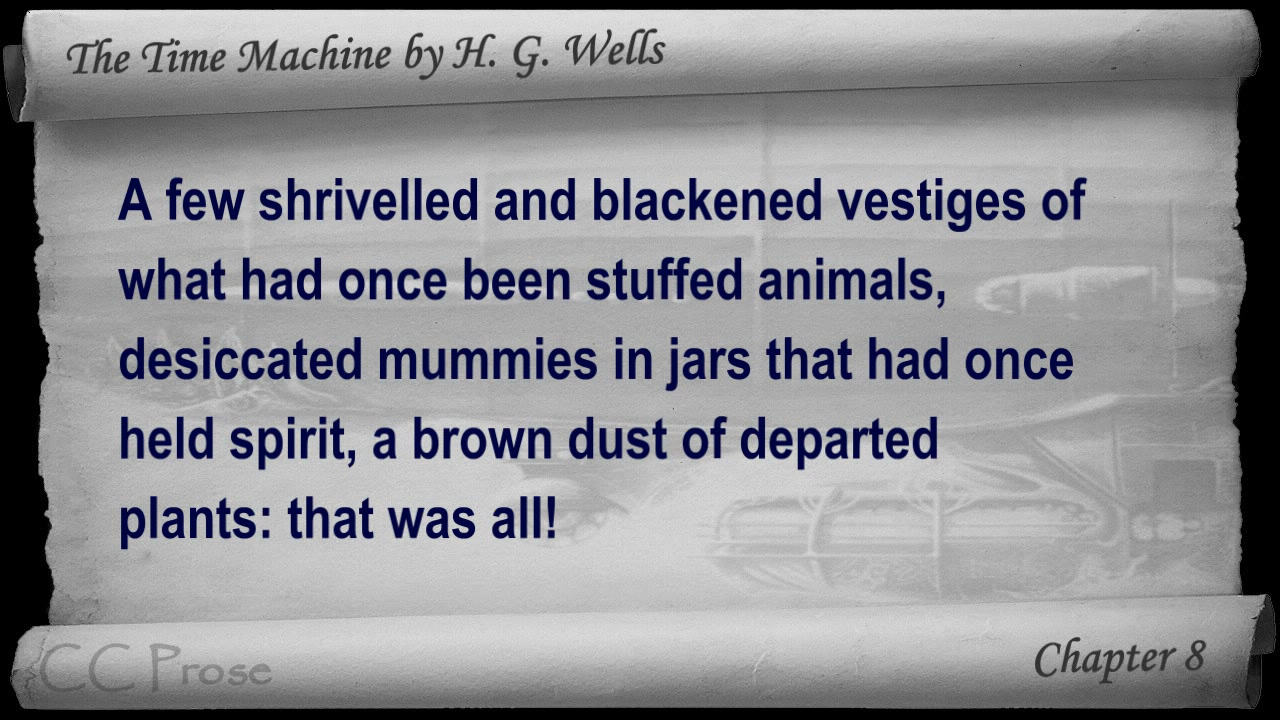 The Time Machine by H. G. Wells
A few shrivelled and blackened vestiges of
what had once been stuffed animals,
desiccated mummies in jars that had once
held spirit, a brown dust of departed
plants: that was all!
CC Prose
Chapter 8